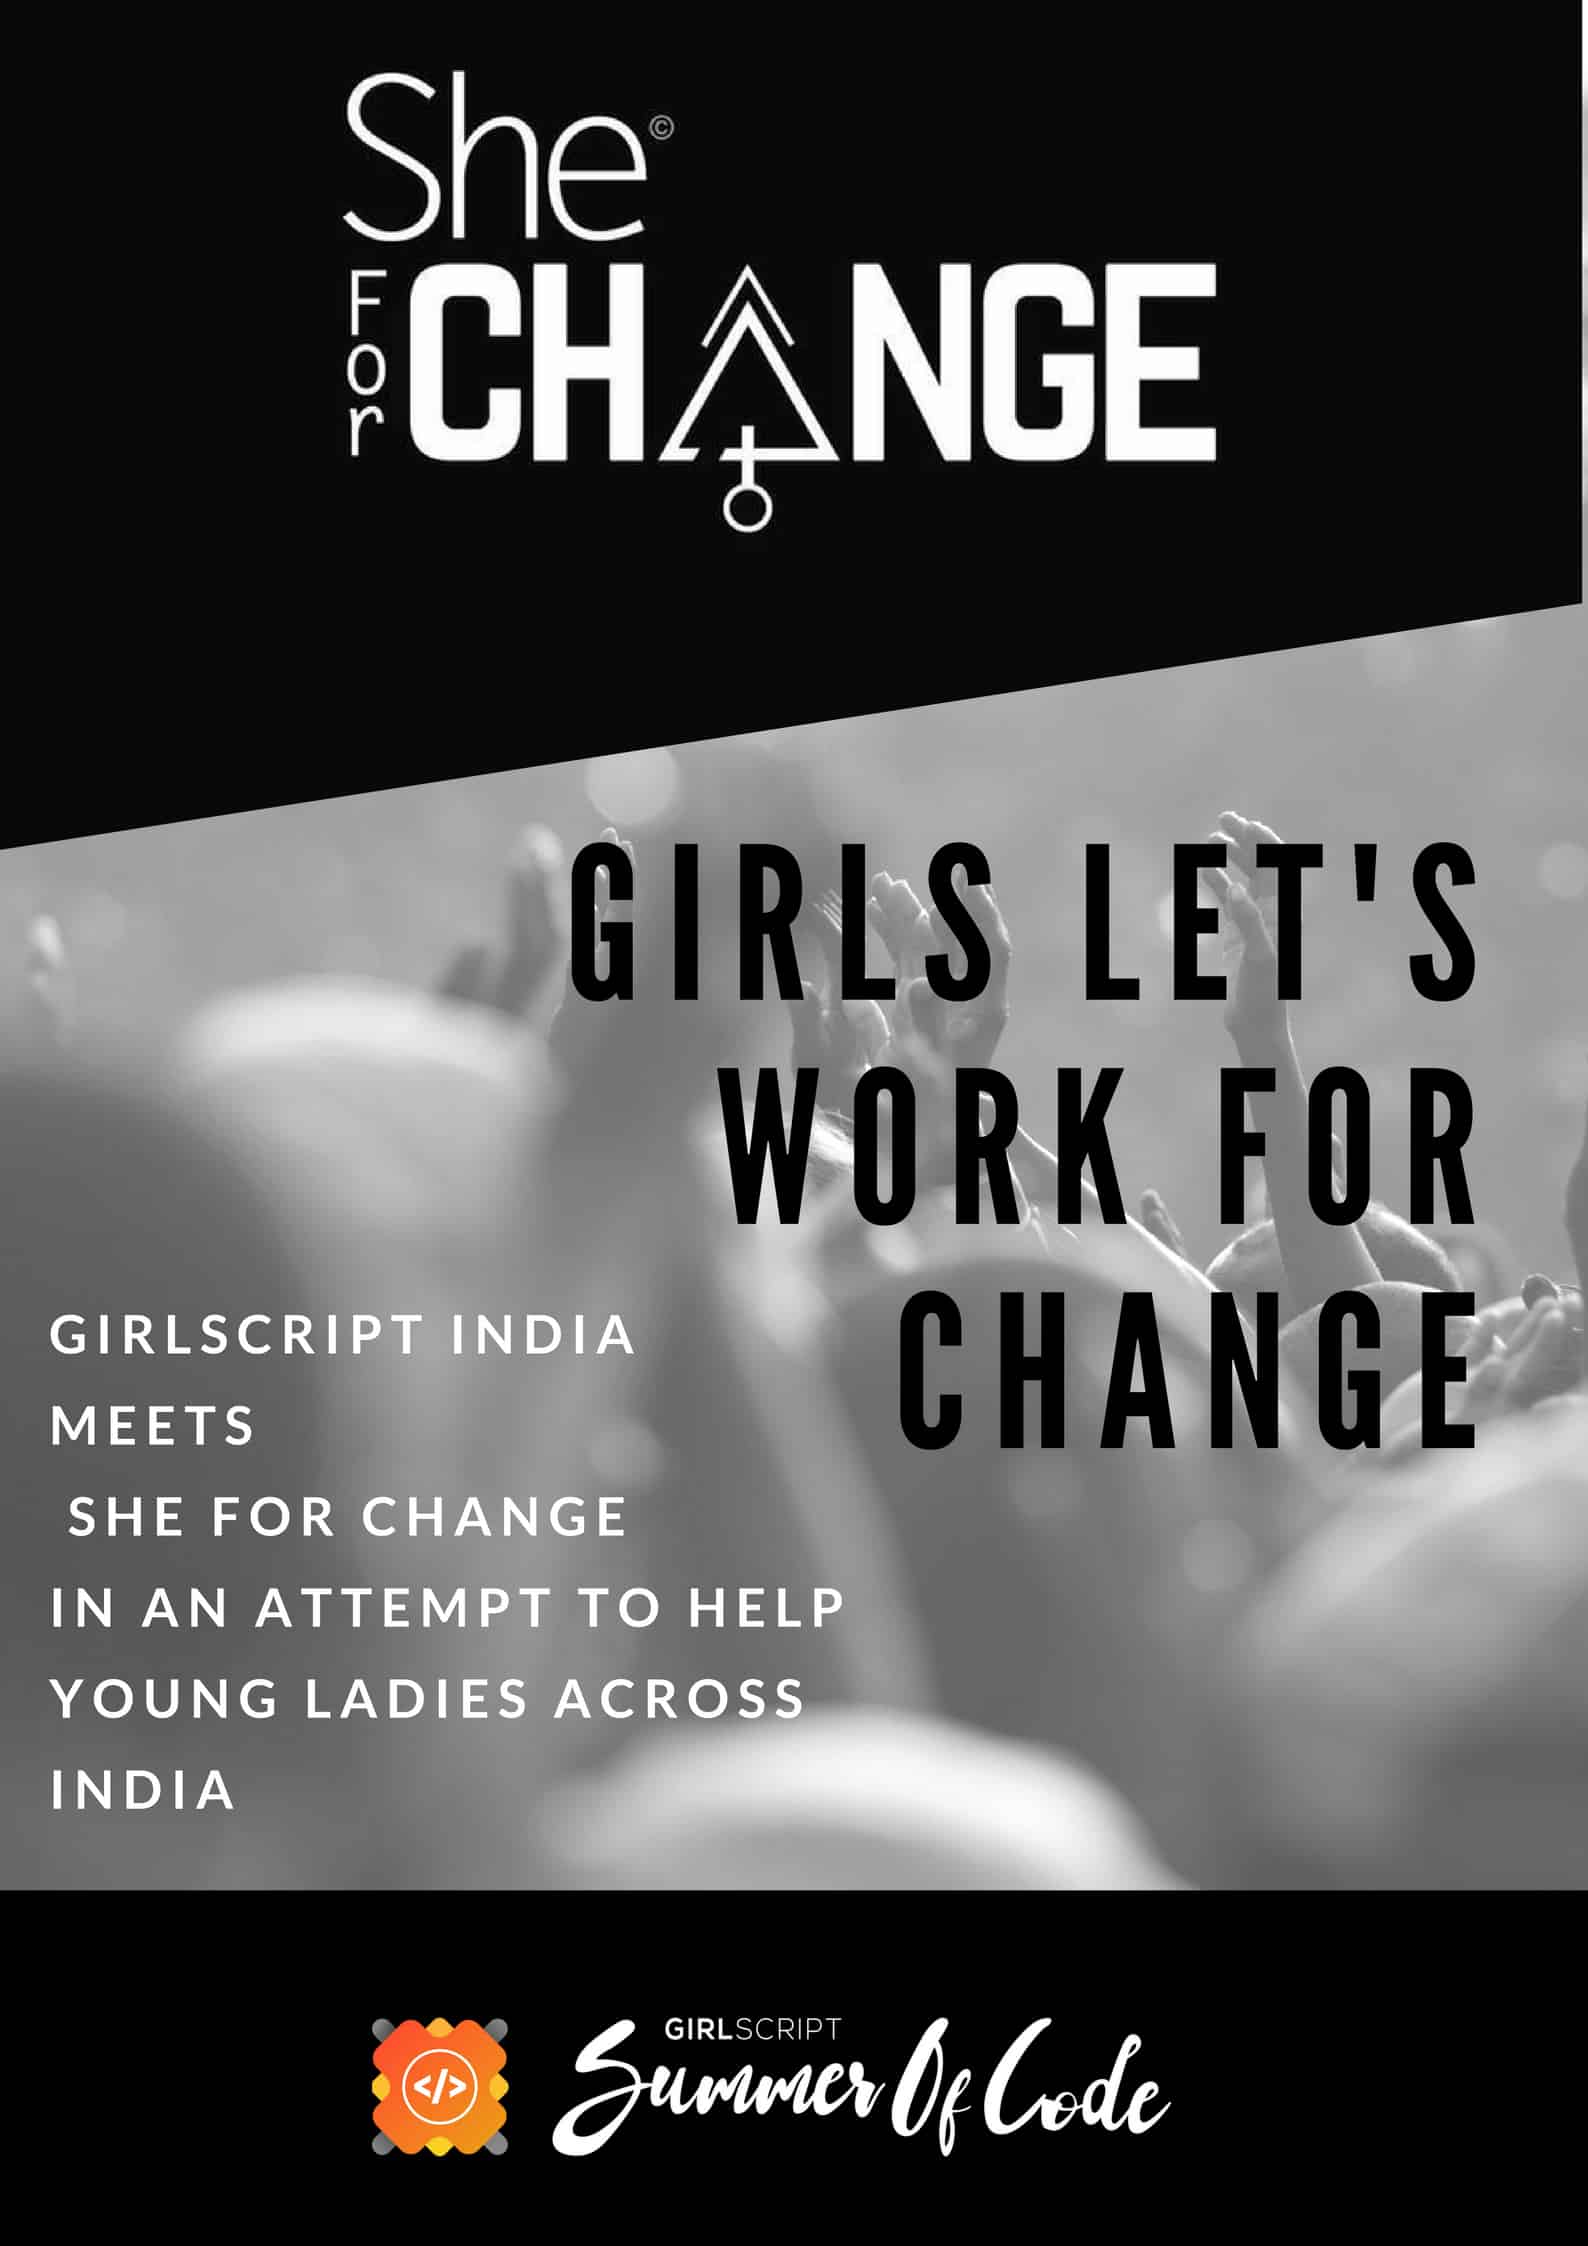 She©
For CHANGE
GIRLS LET'S
WORK FOR
CHANGE
GIRLSCRIPT INDIA
MEETS
SHE FOR CHANGE
IN AN ATTEMPT TO HELP
YOUNG LADIES ACROSS
INDIA
</>
GIRLSCRIPT
Summer Of Code